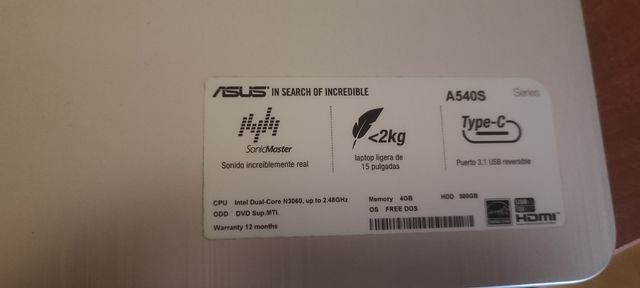 ASUS IN SEARCH OF INCREDIBLE
A540S Series
SonicMaster
Sonido increíblemente real
<2kg
laptop ligera de
15 pulgadas
Type-C
Puerto 3.1 USB reversible
CPU Intel Dual-Core N3060, up to 2.48GHz
ODD DVD Sup.MTl.
Warranty 12 months
Memory 4GB
HDD 500GB
OS FREE DOS
HDMI